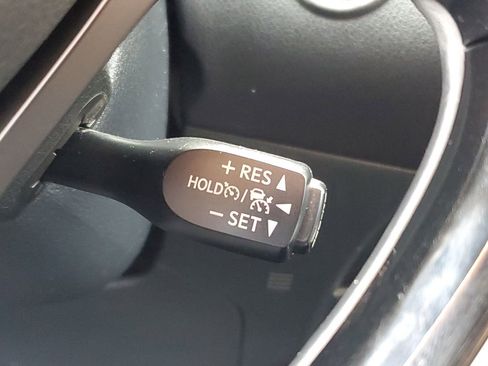 + RES ▲
HOLD / ◀
− SET ▼